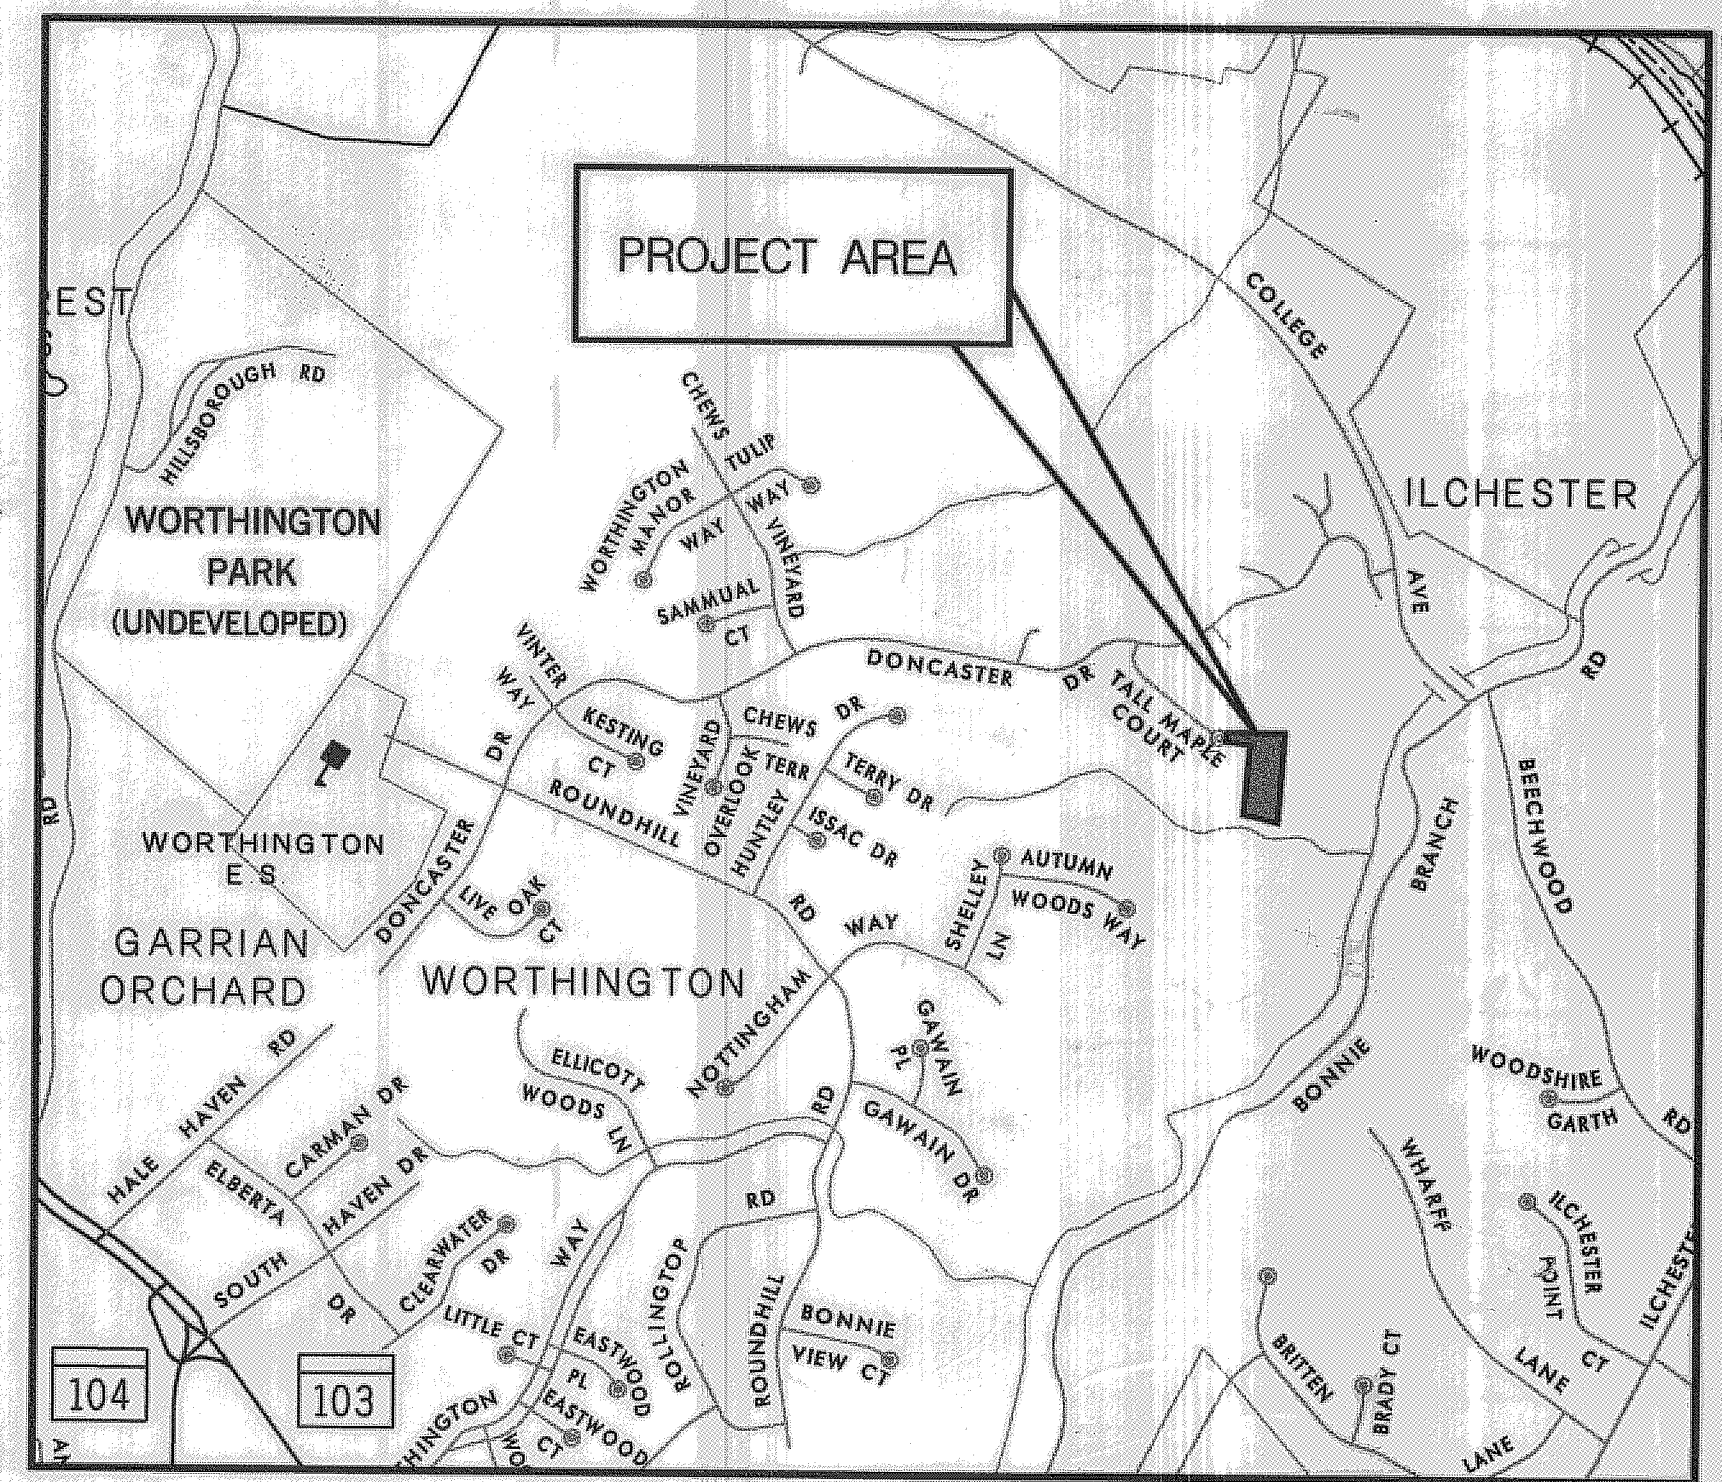 PROJECT AREA
REST
COLLEGE
AVE
HILLSBOROUGH RD
WORTHINGTON
PARK
(UNDEVELOPED)
ILCHESTER
CHEWS
VINEYARD
TULIP
WAY
WORTHINGTON
MANOR
WAY
SAMMUAL
CT
VINTER
WAY
DONCASTER
DR
TALL MAPLE
COURT
RD
KESTING
CT
CHEWS
TERR
VINEYARD
OVERLOOK
HUNTLEY
DR
TERRY DR
ISSAC DR
DR
ROUNDHILL
RD
RD
WORTHINGTON
E S
DONCASTER
LIVE OAK
CT
GARRIAN
ORCHARD
WORTHINGTON
NOTTINGHAM
WAY
SHELLEY
LN
AUTUMN
WOODS WAY
BRANCH
BEECHWOOD
BONNIE
GAWAIN
PL
GAWAIN DR
ELLICOTT
WOODS LN
HALE HAVEN RD
CARMAN DR
ELBERTA
DR
SOUTH HAVEN DR
CLEARWATER
DR
WAY
RD
RD
ROLLINGTOP
ROUNDHILL
BONNIE
VIEW CT
LITTLE CT
EASTWOOD
PL
EASTWOOD
CT
HINGTON
WO
WOODSHIRE
GARTH
RD
WHARFF
LANE
ILCHESTER
POINT
CT
ILCHESTE
BRITTEN
BRADY CT
LANE
104
103